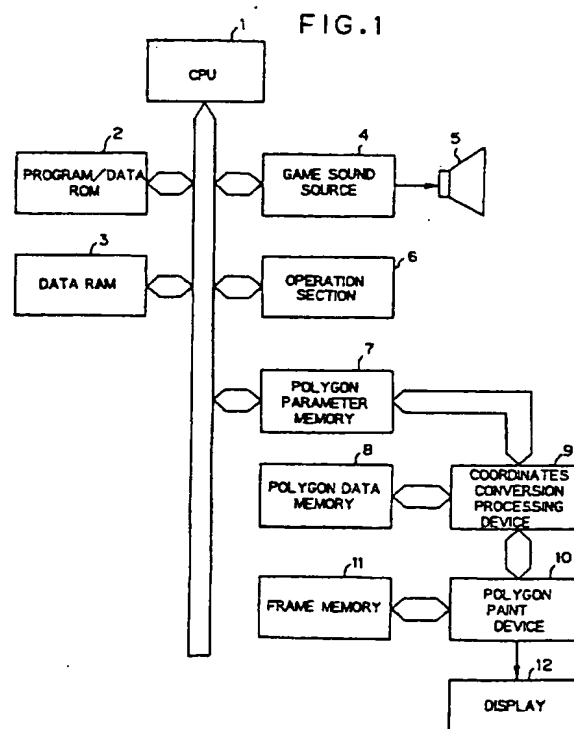 FIG.1
1
CPU
2
PROGRAM/DATA
ROM
4
GAME SOUND
SOURCE
5
3
DATA RAM
6
OPERATION
SECTION
7
POLYGON
PARAMETER
MEMORY
8
POLYGON DATA
MEMORY
9
COORDINATES
CONVERSION
PROCESSING
DEVICE
11
FRAME MEMORY
10
POLYGON
PAINT
DEVICE
12
DISPLAY